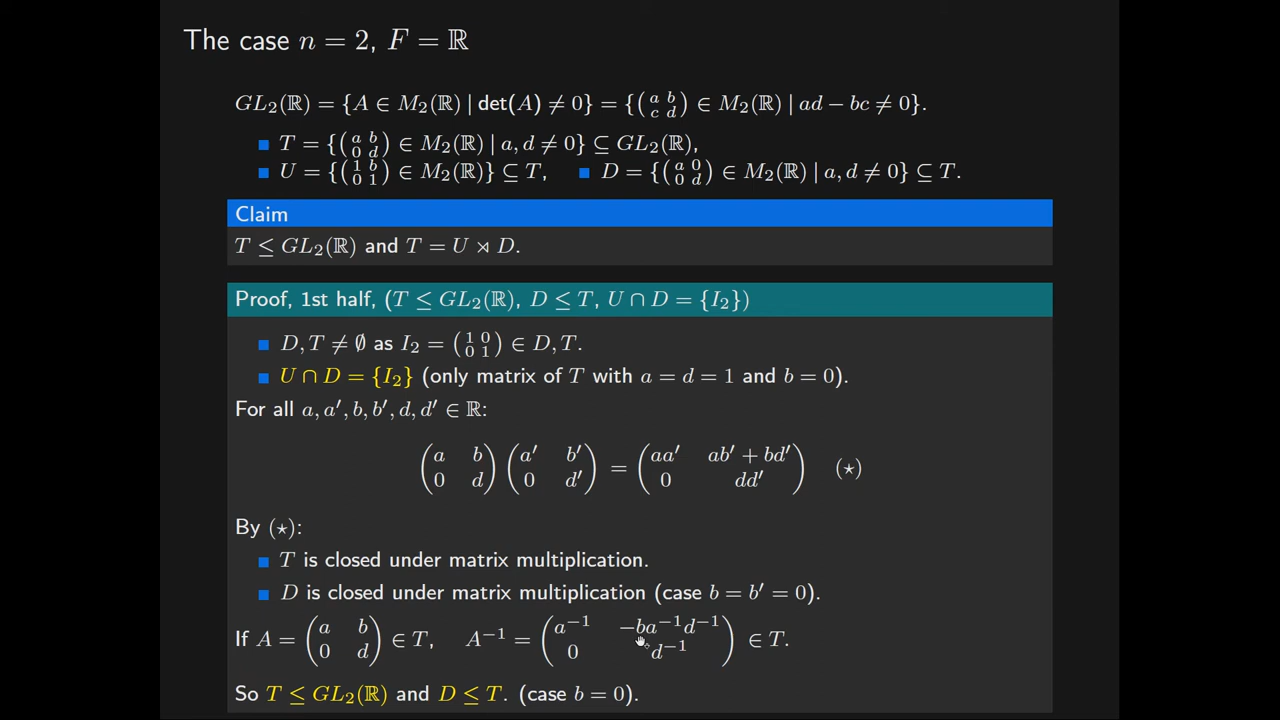 The case n = 2, F = ℝ
GL₂(ℝ) = {A ∈ M₂(ℝ) | det(A) ≠ 0} = {(a b; c d) ∈ M₂(ℝ) | ad − bc ≠ 0}.
T = {(a b; 0 d) ∈ M₂(ℝ) | a, d ≠ 0} ⊆ GL₂(ℝ),
U = {(1 b; 0 1) ∈ M₂(ℝ)} ⊆ T, D = {(a 0; 0 d) ∈ M₂(ℝ) | a, d ≠ 0} ⊆ T.
Claim
T ≤ GL₂(ℝ) and T = U ⋊ D.
Proof, 1st half, (T ≤ GL₂(ℝ), D ≤ T, U ∩ D = {I₂})
D, T ≠ ∅ as I₂ = (1 0; 0 1) ∈ D, T.
U ∩ D = {I₂} (only matrix of T with a = d = 1 and b = 0).
For all a, a′, b, b′, d, d′ ∈ ℝ:
(a b; 0 d)(a′ b′; 0 d′) = (aa′ ab′ + bd′; 0 dd′) (⋆)
By (⋆):
T is closed under matrix multiplication.
D is closed under matrix multiplication (case b = b′ = 0).
If A = (a b; 0 d) ∈ T, A⁻¹ = (a⁻¹ −ba⁻¹d⁻¹; 0 d⁻¹) ∈ T.
So T ≤ GL₂(ℝ) and D ≤ T. (case b = 0).